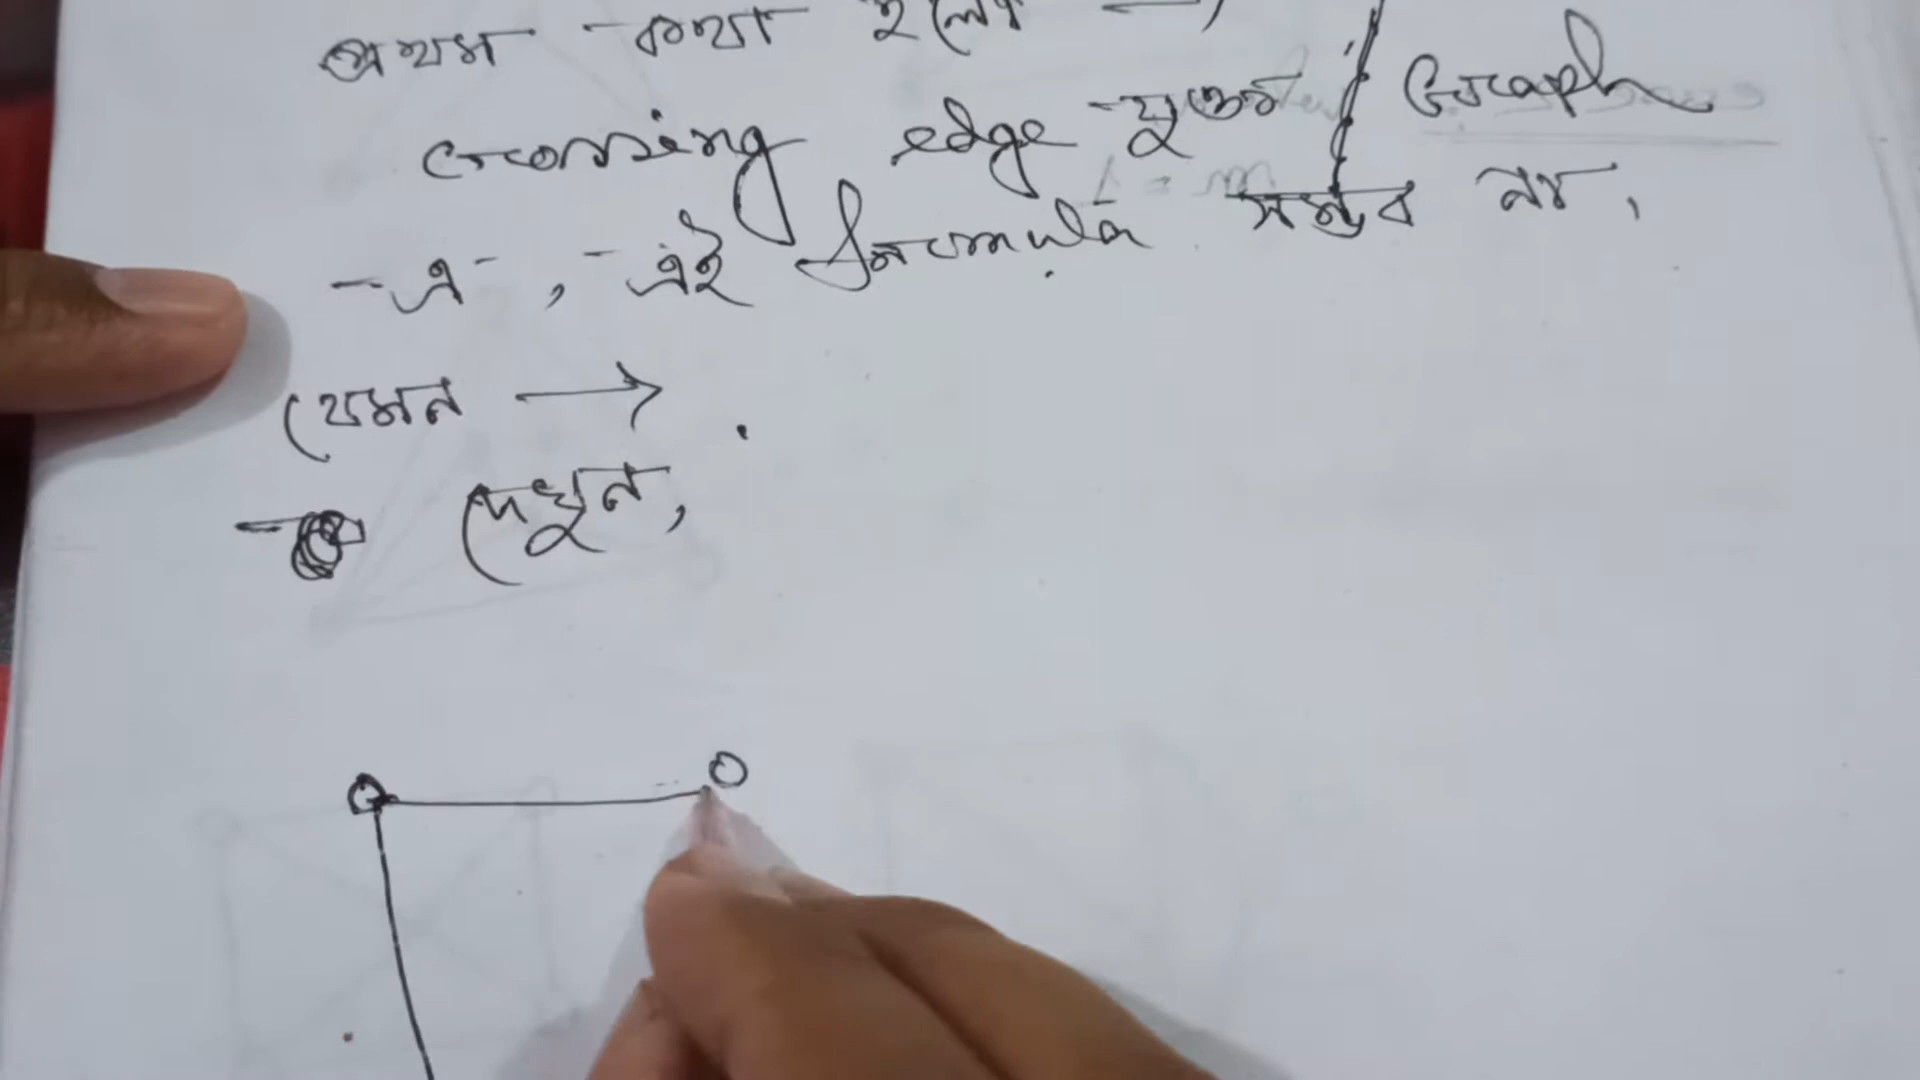 প্রথম কথা হলো →
crossing edge যুক্ত / Graph
-এ, এই formula সম্ভব নয়,
যেমন → .
দেখুন,